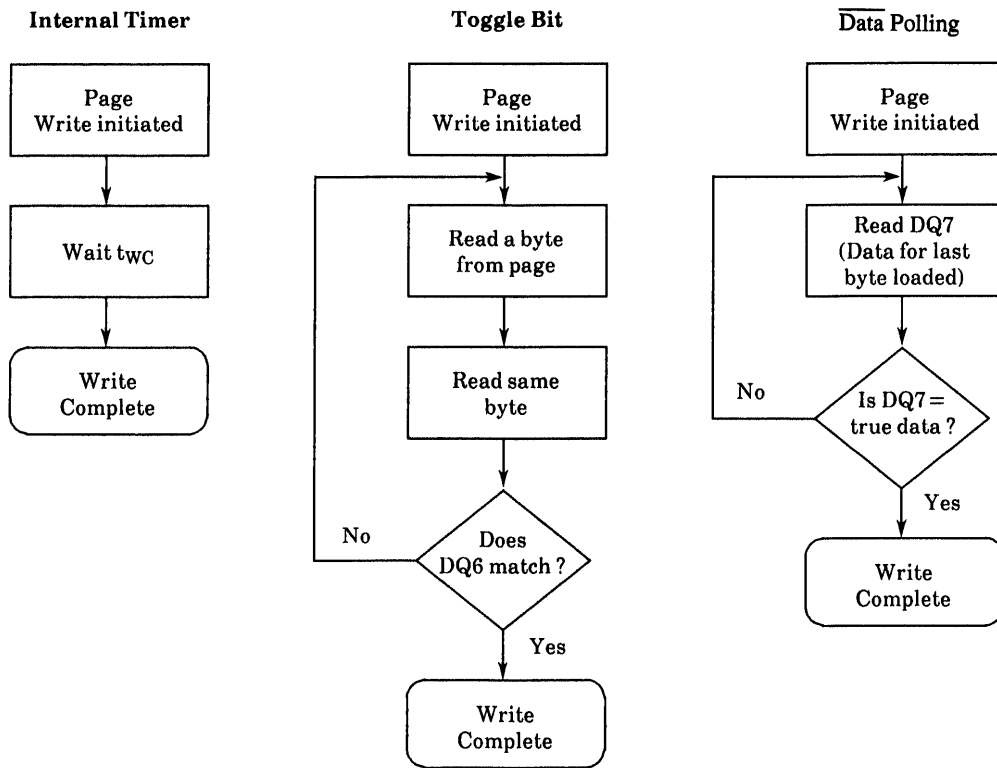 Internal Timer
Page
Write initiated
Wait tWC
Write
Complete
Toggle Bit
Page
Write initiated
Read a byte
from page
Read same
byte
Does
DQ6 match ?
No
Yes
Write
Complete
Data Polling
Page
Write initiated
Read DQ7
(Data for last
byte loaded)
Is DQ7 =
true data ?
No
Yes
Write
Complete